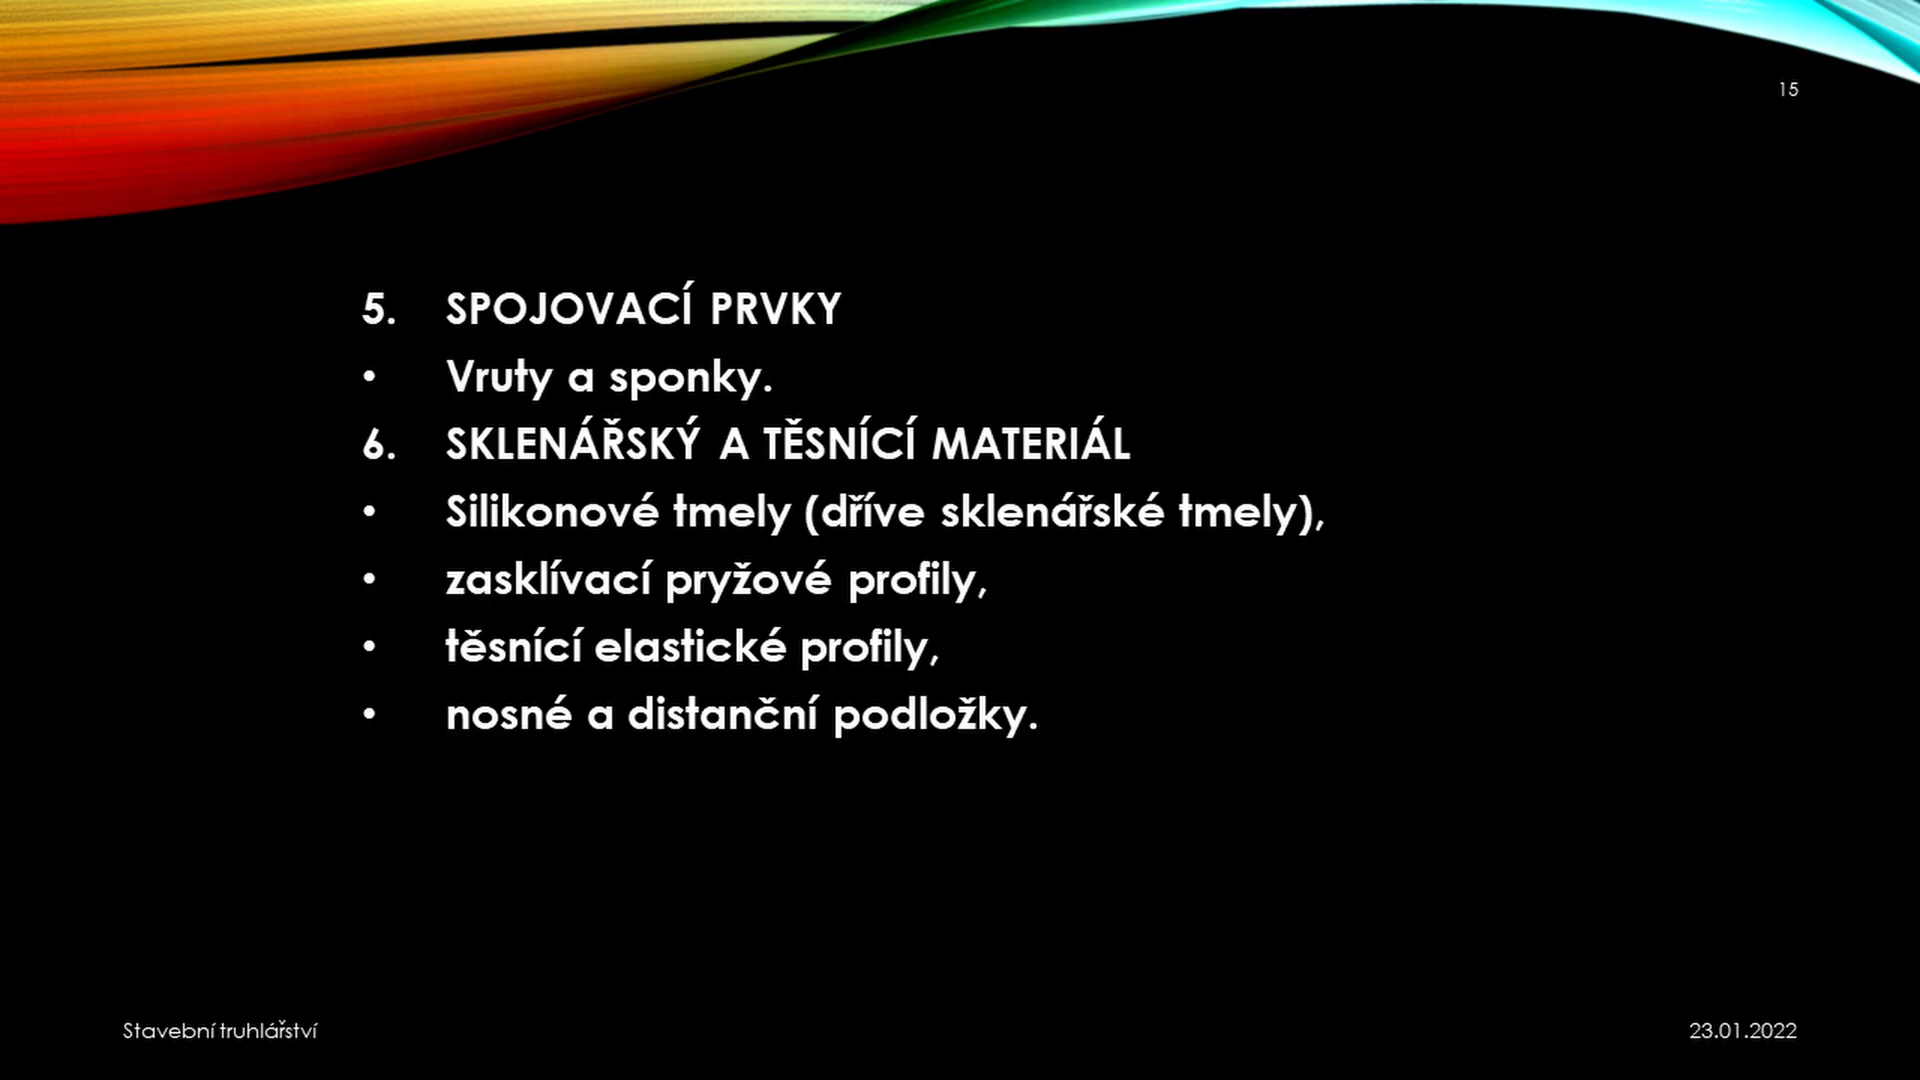 15
5. SPOJOVACÍ PRVKY
• Vruty a sponky.
6. SKLENÁŘSKÝ A TĚSNÍCÍ MATERIÁL
• Silikonové tmely (dříve sklenářské tmely),
• zasklívací pryžové profily,
• těsnící elastické profily,
• nosné a distanční podložky.
Stavební truhlářství
23.01.2022